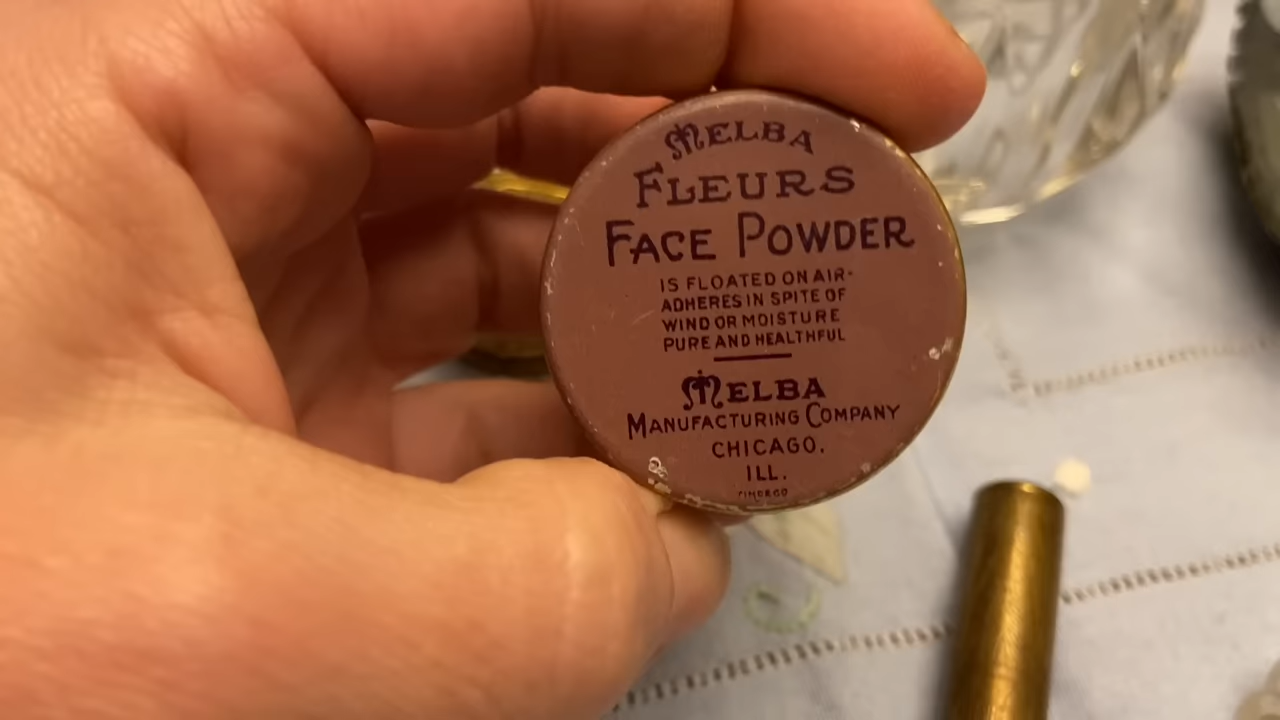 MELBA
FLEURS
FACE POWDER
IS FLOATED ON AIR-
ADHERES IN SPITE OF
WIND OR MOISTURE
PURE AND HEALTHFUL
MELBA
MANUFACTURING COMPANY
CHICAGO.
ILL.